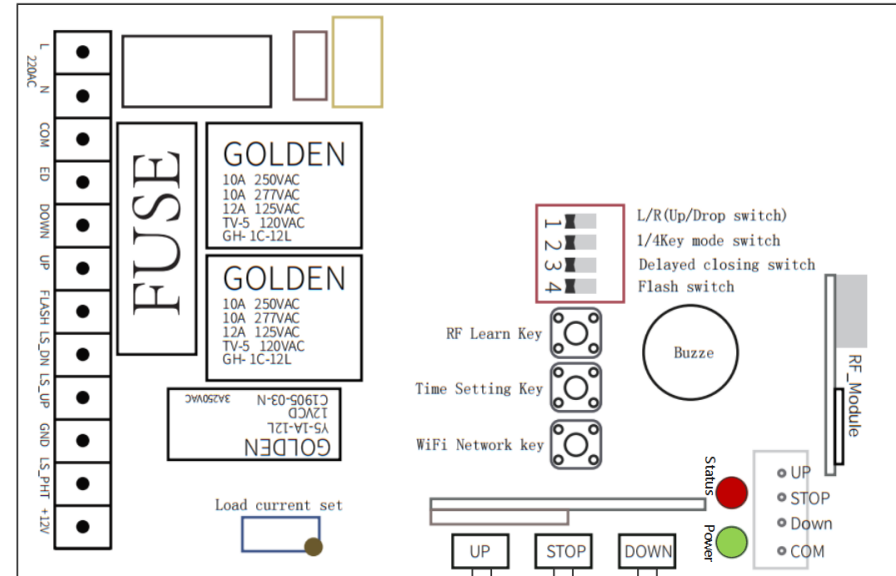 L
220AC
N
COM
ED
DOWN
UP
FLASH
LS_DN
LS_UP
GND
LS_PHT
+12V
FUSE
GOLDEN
10A 250VAC
10A 277VAC
12A 125VAC
TV-5 120VAC
GH- 1C-12L
GOLDEN
10A 250VAC
10A 277VAC
12A 125VAC
TV-5 120VAC
GH- 1C-12L
GOLDEN
Y5-1A-12L
12VCD
C1905-03-N 3A250VAC
Load current set
1 L/R(Up/Drop switch)
2 1/4Key mode switch
3 Delayed closing switch
4 Flash switch
RF Learn Key
Time Setting Key
WiFi Network key
Buzze
RF_Module
Status
Power
UP
STOP
Down
COM
UP
STOP
DOWN